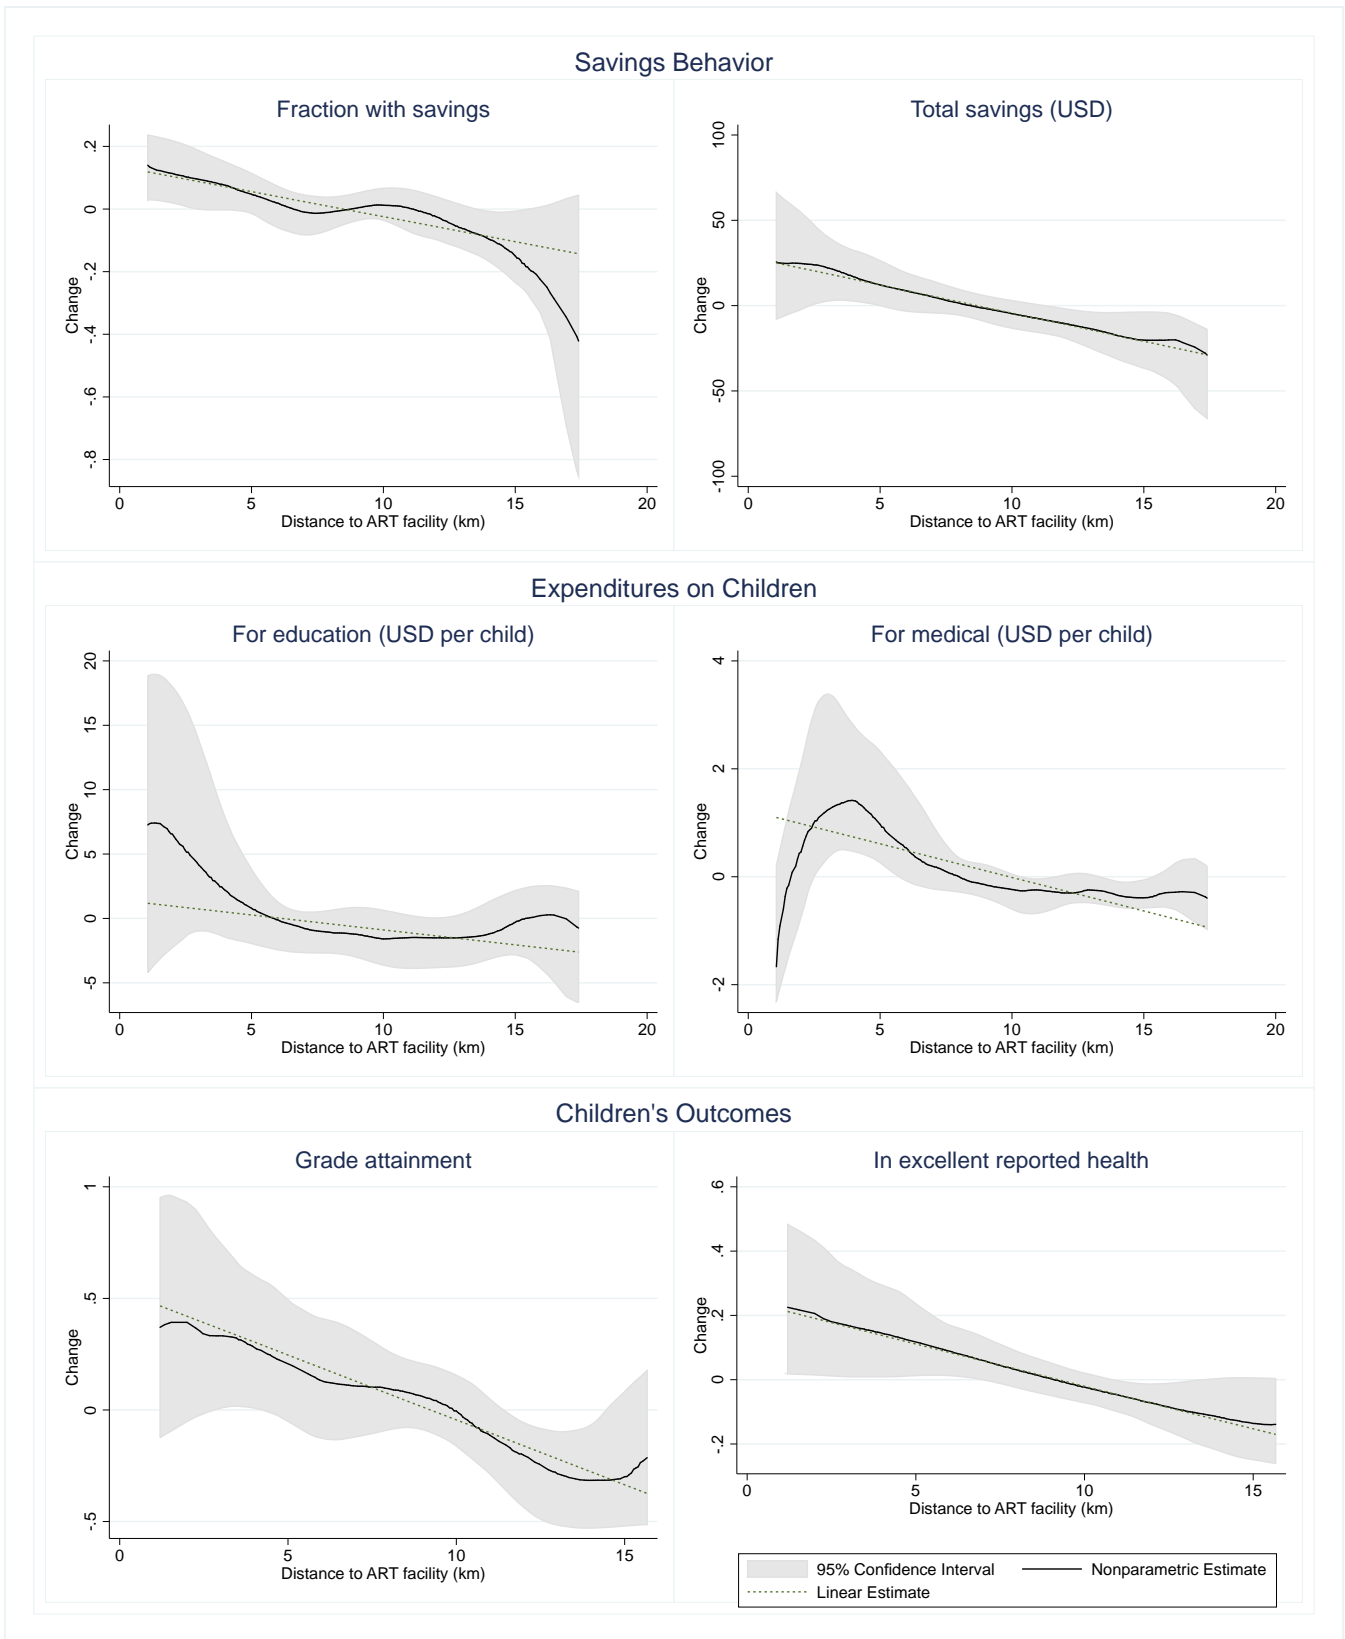 Savings Behavior
Fraction with savings
.2
0
-.2
-.4
-.6
-.8
Change
0 5 10 15 20
Distance to ART facility (km)
Total savings (USD)
100
50
0
-50
-100
Change
0 5 10 15 20
Distance to ART facility (km)
Expenditures on Children
For education (USD per child)
20
15
10
5
0
-5
Change
0 5 10 15 20
Distance to ART facility (km)
For medical (USD per child)
4
2
0
-2
Change
0 5 10 15 20
Distance to ART facility (km)
Children's Outcomes
Grade attainment
1
.5
0
-.5
Change
0 5 10 15
Distance to ART facility (km)
In excellent reported health
.6
.4
.2
0
-.2
Change
0 5 10 15
Distance to ART facility (km)
95% Confidence Interval Nonparametric Estimate
Linear Estimate